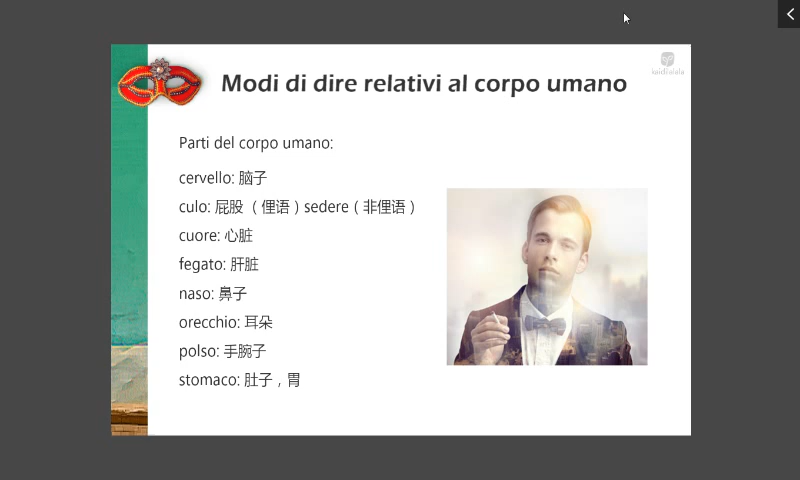 kaidialala
Modi di dire relativi al corpo umano
Parti del corpo umano:
cervello: 脑子
culo: 屁股 （俚语）sedere（非俚语）
cuore: 心脏
fegato: 肝脏
naso: 鼻子
orecchio: 耳朵
polso: 手腕子
stomaco: 肚子，胃